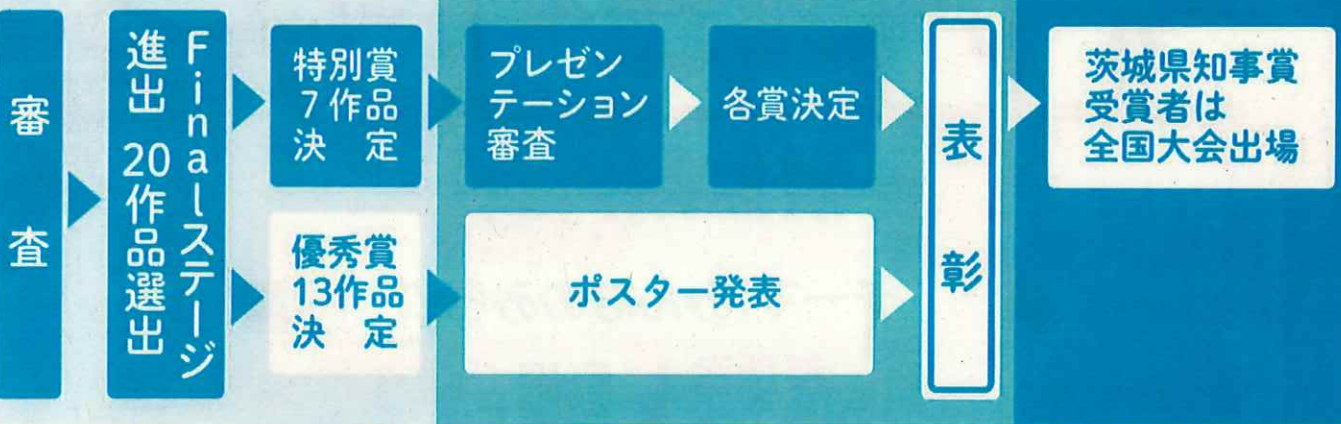 審査
Finalステージ
進出 20作品選出
特別賞
7作品
決 定
プレゼン
テーション
審査
各賞決定
優秀賞
13作品
決 定
ポスター発表
表彰
茨城県知事賞
受賞者は
全国大会出場